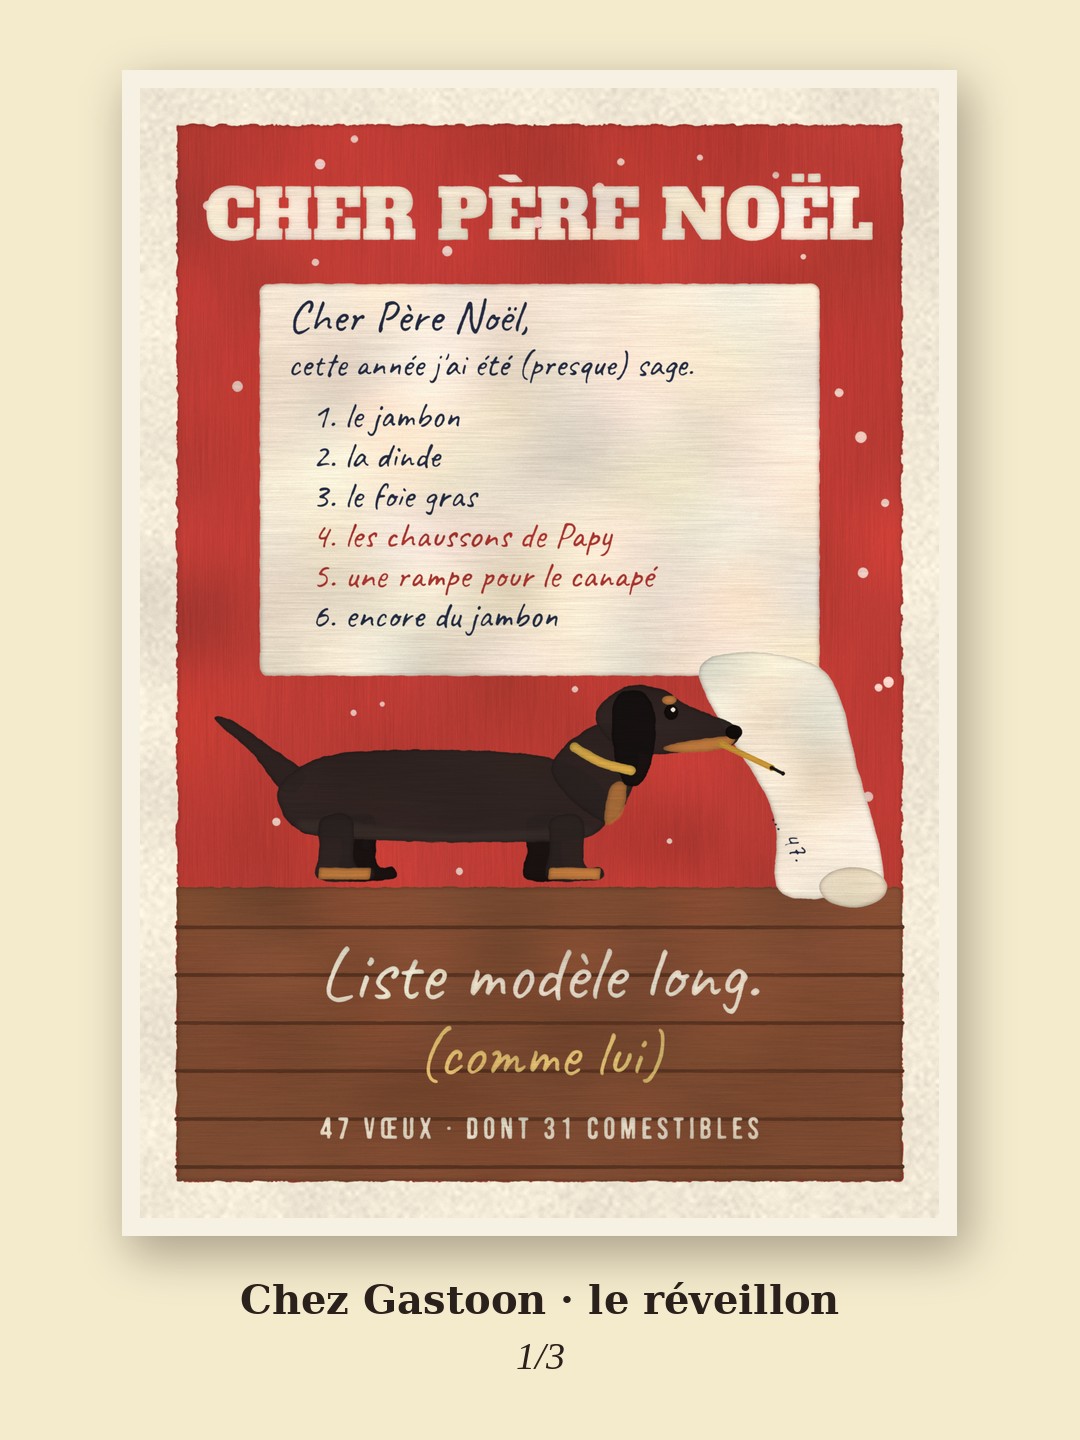 CHER PÈRE NOËL
Cher Père Noël,
cette année j'ai été (presque) sage.
1. le jambon
2. la dinde
3. le foie gras
4. les chaussons de Papy
5. une rampe pour le canapé
6. encore du jambon
... 47.
Liste modèle long.
(comme lui)
47 VŒUX · DONT 31 COMESTIBLES
Chez Gastoon · le réveillon
1/3